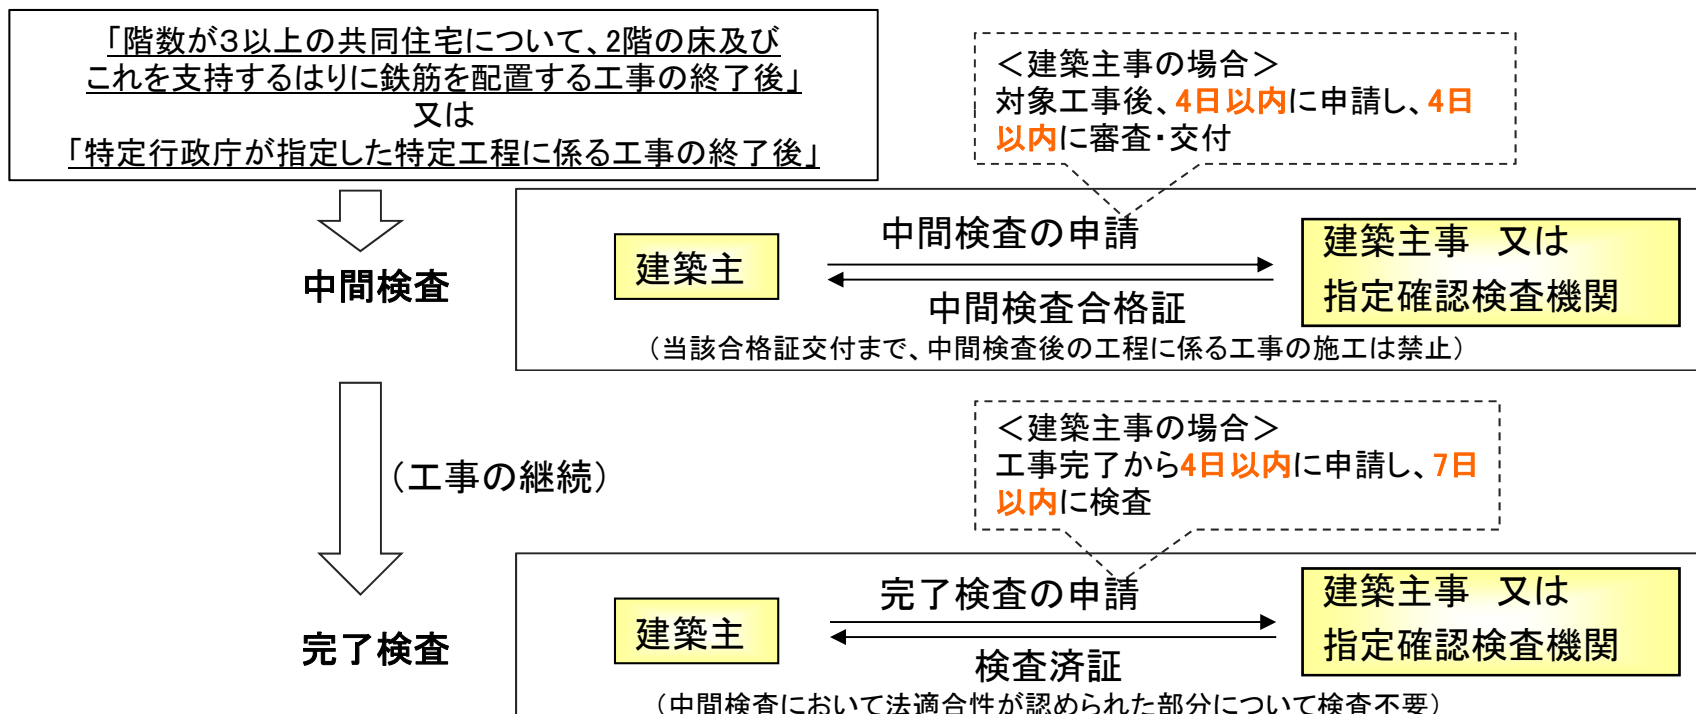 「階数が３以上の共同住宅について、2階の床及び
これを支持するはりに鉄筋を配置する工事の終了後」
又は
「特定行政庁が指定した特定工程に係る工事の終了後」
＜建築主事の場合＞
対象工事後、4日以内に申請し、4日
以内に審査・交付
中間検査
建築主
中間検査の申請
中間検査合格証
建築主事　又は
指定確認検査機関
（当該合格証交付まで、中間検査後の工程に係る工事の施工は禁止）
（工事の継続）
＜建築主事の場合＞
工事完了から4日以内に申請し、7日
以内に検査
完了検査
建築主
完了検査の申請
検査済証
建築主事　又は
指定確認検査機関
（中間検査において法適合性が認められた部分について検査不要）